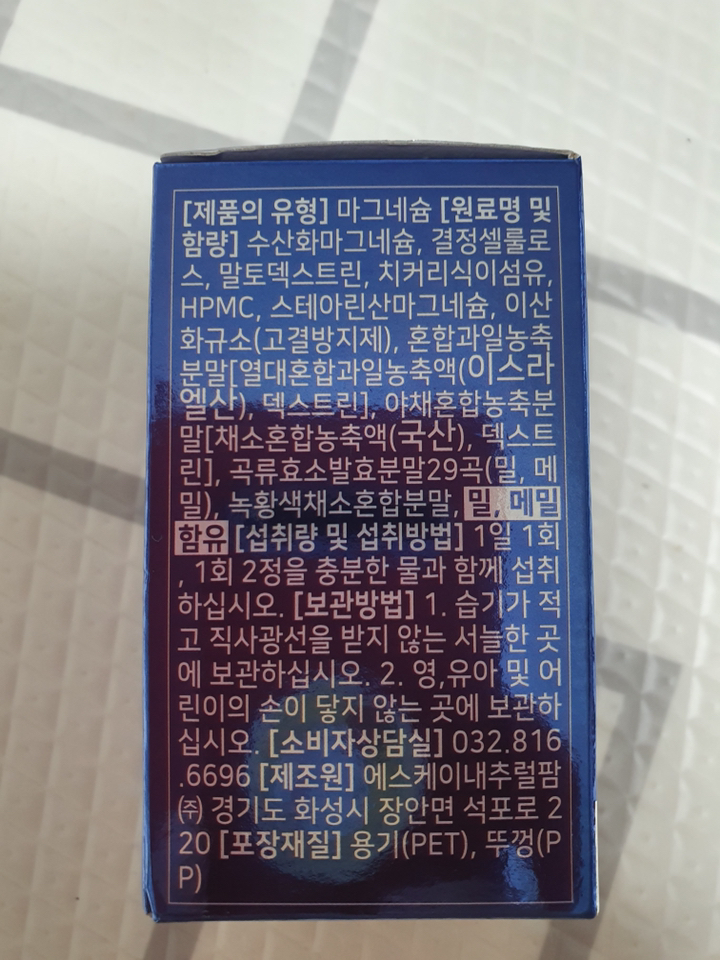 [제품의 유형] 마그네슘 [원료명 및
함량] 수산화마그네슘, 결정셀룰로
스, 말토덱스트린, 치커리식이섬유,
HPMC, 스테아린산마그네슘, 이산
화규소(고결방지제), 혼합과일농축
분말[열대혼합과일농축액(이스라
엘산), 덱스트린], 야채혼합농축분
말[채소혼합농축액(국산), 덱스트
린], 곡류효소발효분말29곡(밀, 메
밀), 녹황색채소혼합분말, 밀, 메밀
함유 [섭취량 및 섭취방법] 1일 1회
, 1회 2정을 충분한 물과 함께 섭취
하십시오. [보관방법] 1. 습기가 적
고 직사광선을 받지 않는 서늘한 곳
에 보관하십시오. 2. 영,유아 및 어
린이의 손이 닿지 않는 곳에 보관하
십시오. [소비자상담실] 032.816
.6696 [제조원] 에스케이내추럴팜
㈜ 경기도 화성시 장안면 석포로 2
20 [포장재질] 용기(PET), 뚜껑(P
P)